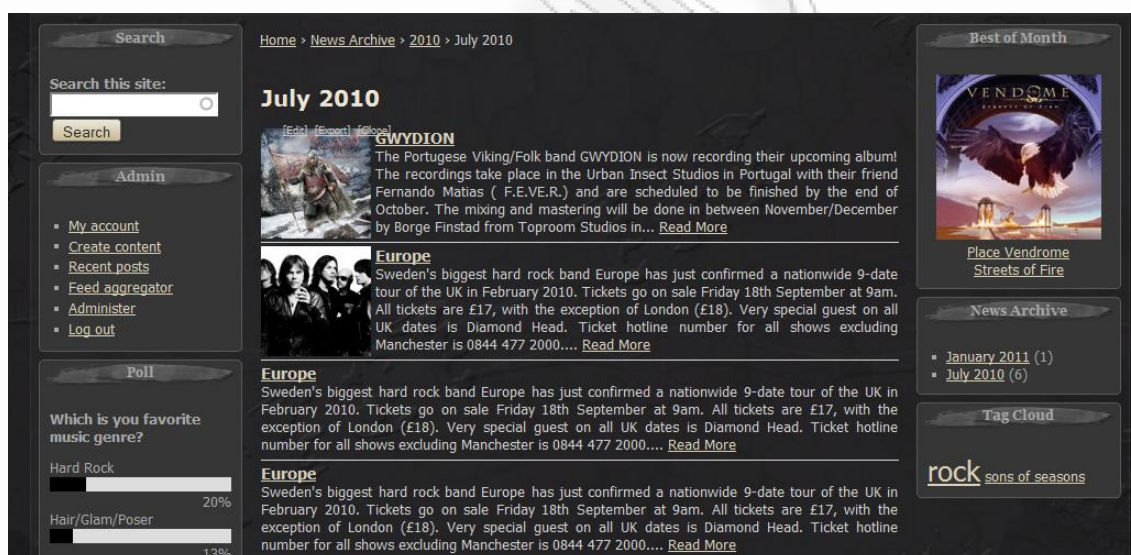 Search
Search this site:
Search
Admin
My account
Create content
Recent posts
Feed aggregator
Administer
Log out
Poll
Which is you favorite
music genre?
Hard Rock
20%
Hair/Glam/Poser
13%
Home › News Archive › 2010 › July 2010
July 2010
[Edit] [Export] [Clone]
GWYDION
The Portugese Viking/Folk band GWYDION is now recording their upcoming album!
The recordings take place in the Urban Insect Studios in Portugal with their friend
Fernando Matias ( F.E.VE.R.) and are scheduled to be finished by the end of
October. The mixing and mastering will be done in between November/December
by Borge Finstad from Toproom Studios in... Read More
Europe
Sweden's biggest hard rock band Europe has just confirmed a nationwide 9-date
tour of the UK in February 2010. Tickets go on sale Friday 18th September at 9am.
All tickets are £17, with the exception of London (£18). Very special guest on all
UK dates is Diamond Head. Ticket hotline number for all shows excluding
Manchester is 0844 477 2000.... Read More
Europe
Sweden's biggest hard rock band Europe has just confirmed a nationwide 9-date tour of the UK in
February 2010. Tickets go on sale Friday 18th September at 9am. All tickets are £17, with the
exception of London (£18). Very special guest on all UK dates is Diamond Head. Ticket hotline
number for all shows excluding Manchester is 0844 477 2000.... Read More
Europe
Sweden's biggest hard rock band Europe has just confirmed a nationwide 9-date tour of the UK in
February 2010. Tickets go on sale Friday 18th September at 9am. All tickets are £17, with the
exception of London (£18). Very special guest on all UK dates is Diamond Head. Ticket hotline
number for all shows excluding Manchester is 0844 477 2000.... Read More
Best of Month
VENDOME
STREETS OF FIRE
Place Vendrome
Streets of Fire
News Archive
January 2011 (1)
July 2010 (6)
Tag Cloud
rock sons of seasons